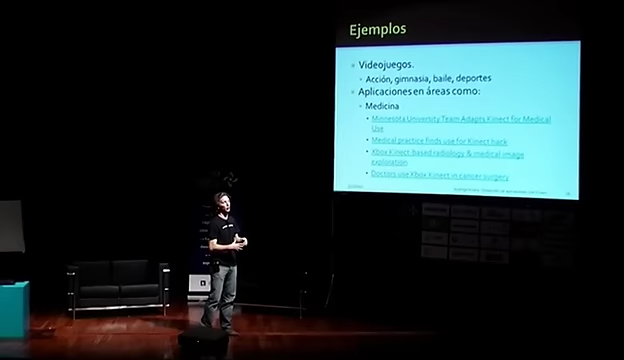 Ejemplos
Videojuegos.
Acción, gimnasia, baile, deportes
Aplicaciones en áreas como:
Medicina
Minnesota University Team Adapts Kinect for Medical
Use
Medical practice finds use for Kinect hack
Xbox Kinect-based radiology & medical image
exploration
Doctors use Xbox Kinect in cancer surgery